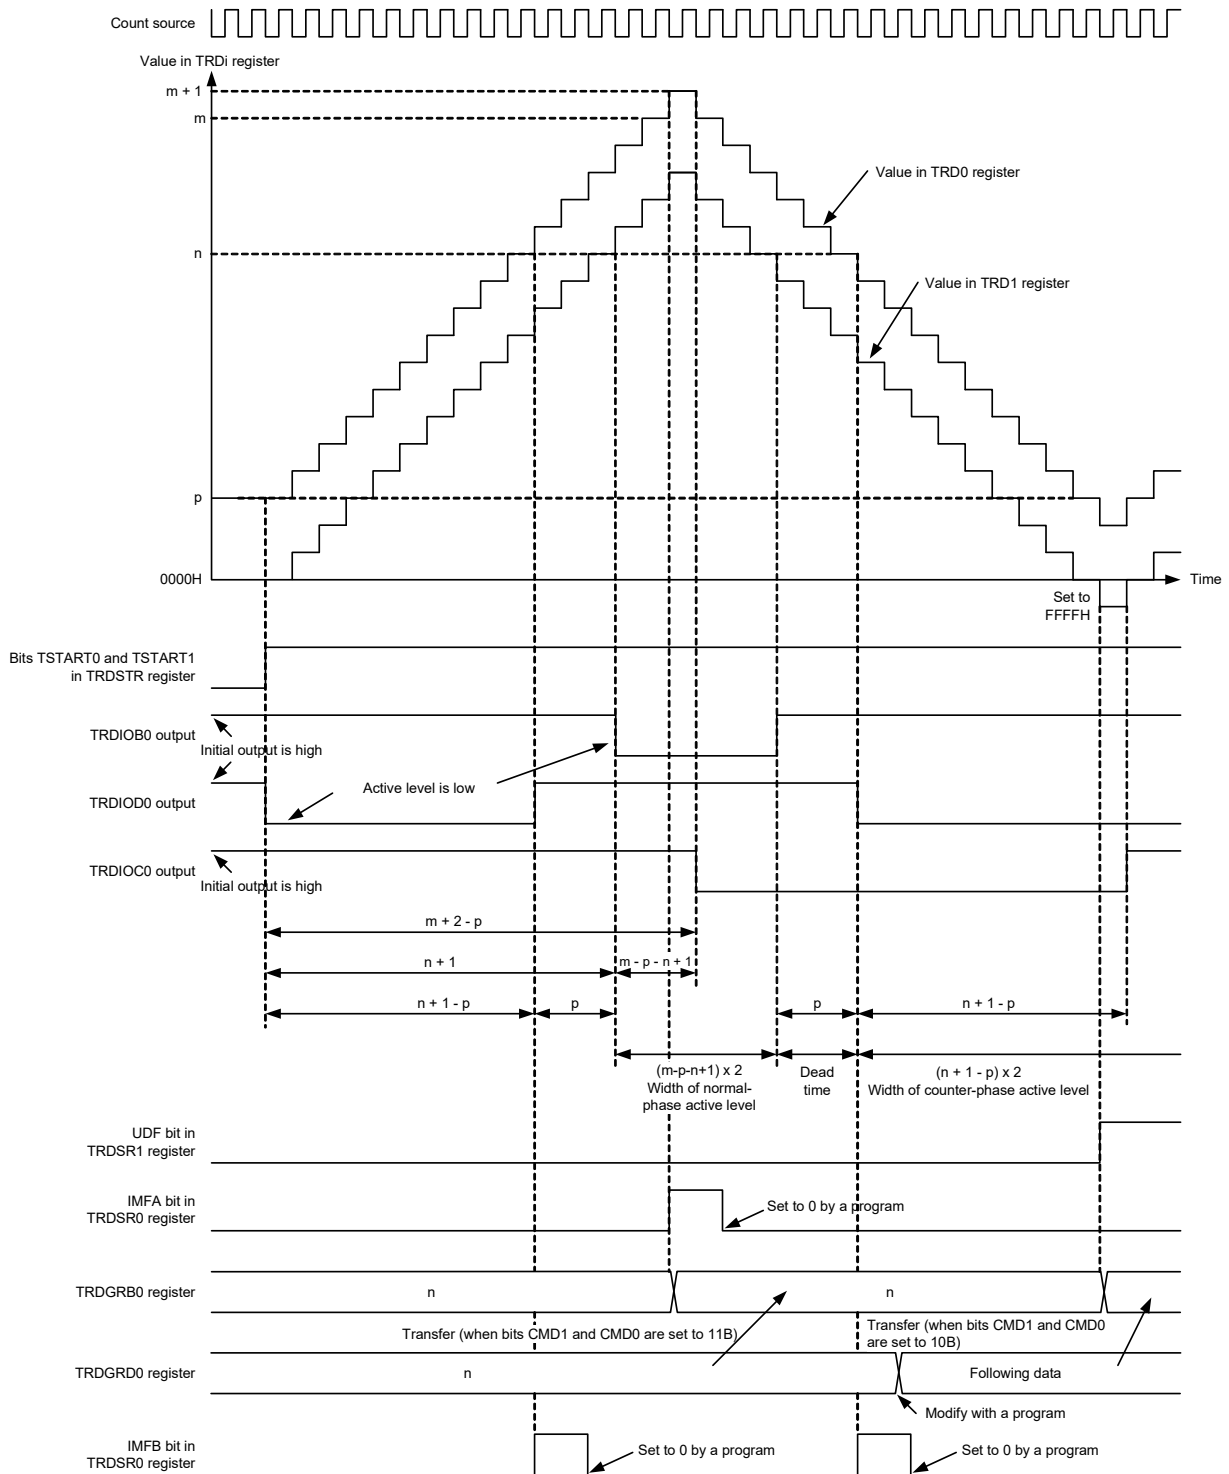 Count source
Value in TRDi register
m + 1
m
Value in TRD0 register
n
Value in TRD1 register
p
0000H
Time
Set to
FFFFH
Bits TSTART0 and TSTART1
in TRDSTR register
TRDIOB0 output
Initial output is high
Active level is low
TRDIOD0 output
TRDIOC0 output
Initial output is high
m + 2 - p
n + 1
m - p - n + 1
n + 1 - p
p
p
n + 1 - p
(m-p-n+1) x 2
Width of normal-
phase active level
Dead
time
(n + 1 - p) x 2
Width of counter-phase active level
UDF bit in
TRDSR1 register
IMFA bit in
TRDSR0 register
Set to 0 by a program
TRDGRB0 register
n
n
Transfer (when bits CMD1 and CMD0 are set to 11B)
Transfer (when bits CMD1 and CMD0
are set to 10B)
TRDGRD0 register
n
Following data
Modify with a program
IMFB bit in
TRDSR0 register
Set to 0 by a program
Set to 0 by a program